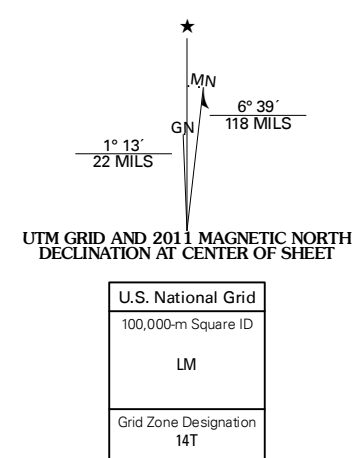 ★
MN
6° 39´
118 MILS
GN
1° 13´
22 MILS
UTM GRID AND 2011 MAGNETIC NORTH
DECLINATION AT CENTER OF SHEET
U.S. National Grid
100,000-m Square ID
LM
Grid Zone Designation
14T